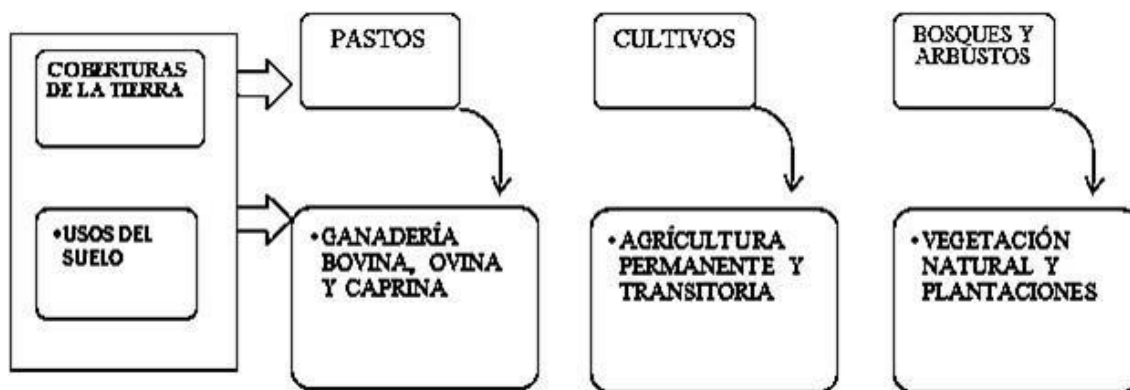 COBERTURAS
DE LA TIERRA
PASTOS
CULTIVOS
BOSQUES Y
ARBUSTOS
•USOS DEL
SUELO
•GANADERÍA
BOVINA, OVINA
Y CAPRINA
•AGRÍCULTURA
PERMANENTE Y
TRANSITORIA
•VEGETACIÓN
NATURAL Y
PLANTACIONES